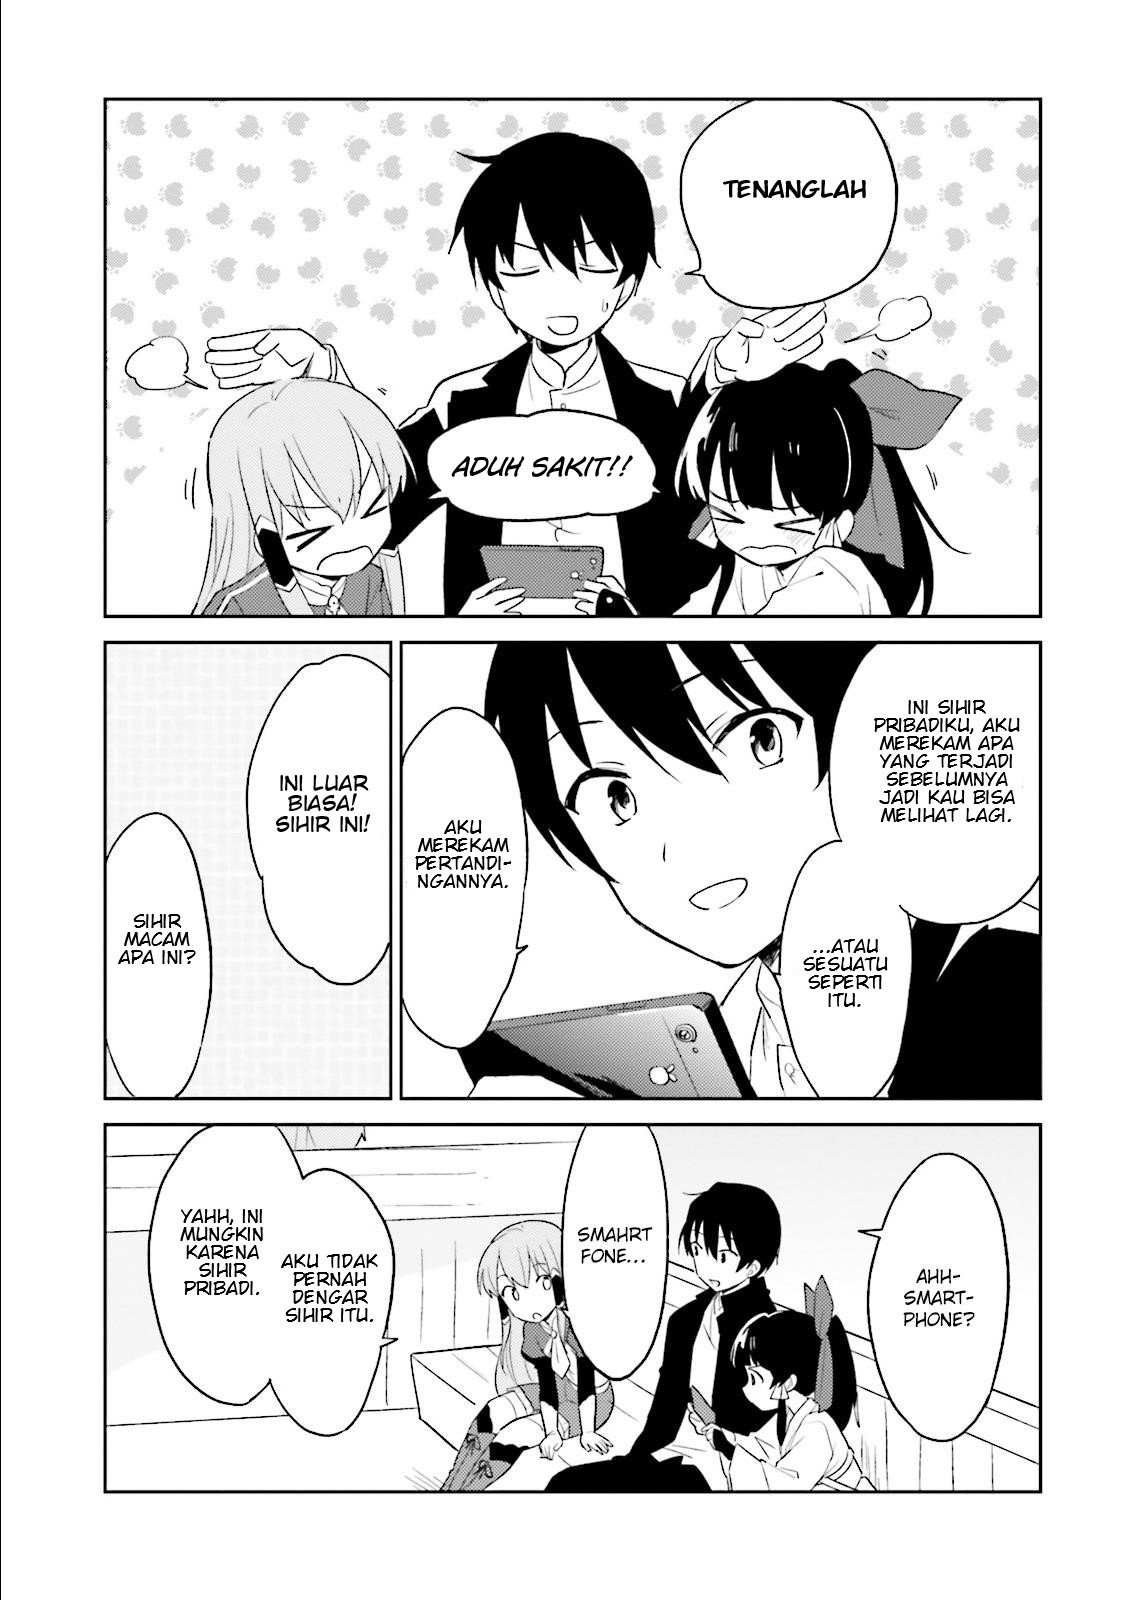 TENANGLAH
ADUH SAKIT!!
INI SIHIR
PRIBADIKU, AKU
MEREKAM APA
YANG TERJADI
SEBELUMNYA
JADI KAU BISA
MELIHAT LAGI.
...ATAU
SESUATU
SEPERTI
ITU.
AKU
MEREKAM
PERTANDI-
NGANNYA.
INI LUAR
BIASA!
SIHIR INI!
SIHIR
MACAM
APA INI?
AHH-
SMART-
PHONE?
SMAHRT
FONE...
AKU TIDAK
PERNAH
DENGAR
SIHIR ITU.
YAHH, INI
MUNGKIN
KARENA
SIHIR
PRIBADI.